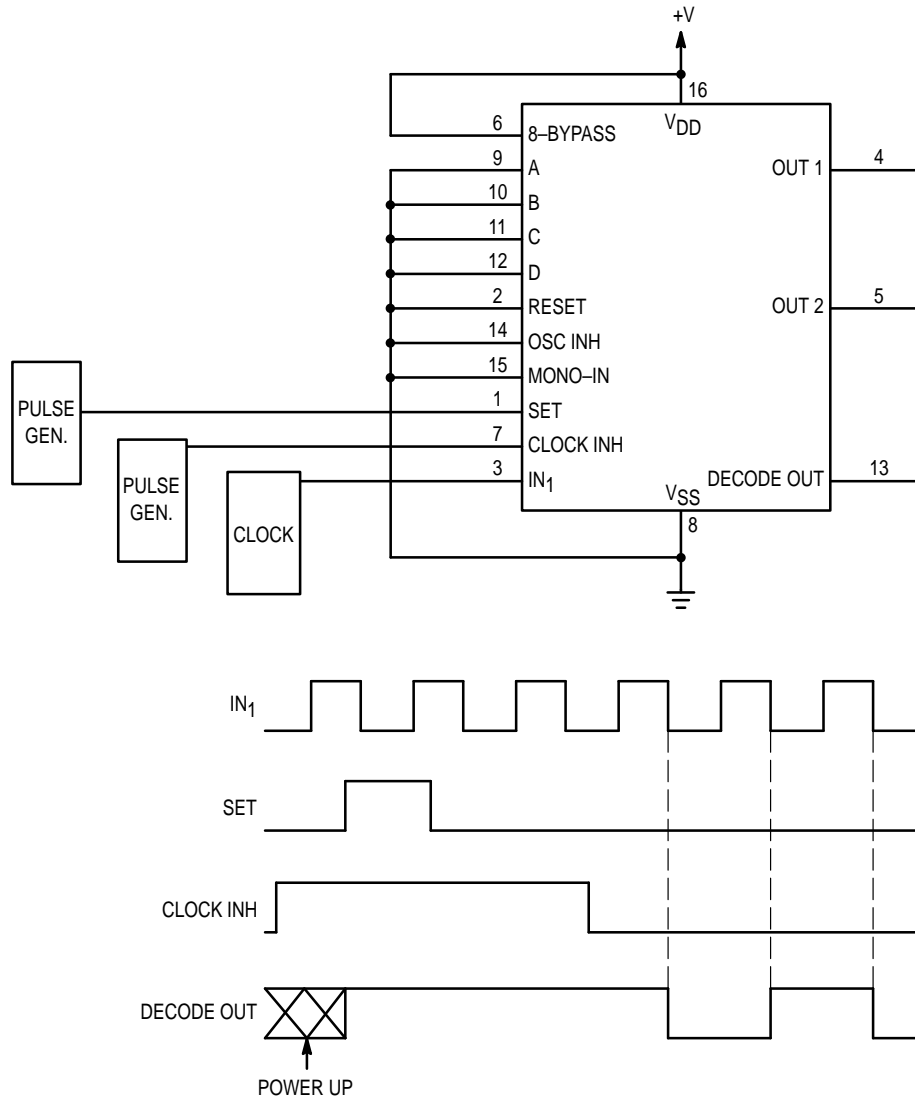 +V
16
VDD
6
8–BYPASS
9
A
OUT 1
4
10
B
11
C
12
D
2
RESET
OUT 2
5
14
OSC INH
15
MONO–IN
PULSE
GEN.
1
SET
7
CLOCK INH
PULSE
GEN.
3
IN1
DECODE OUT
13
VSS
8
CLOCK
IN1
SET
CLOCK INH
DECODE OUT
POWER UP